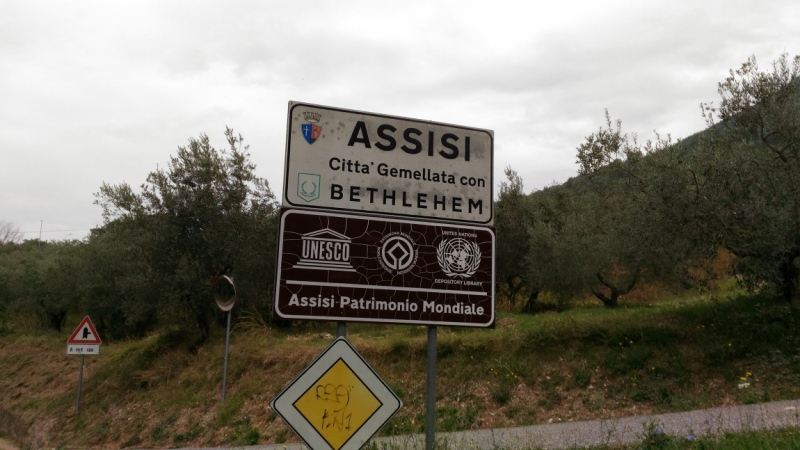 ASSISI
Citta' Gemellata con
BETHLEHEM
UNESCO
UNITED NATIONS
DEPOSITORY LIBRARY
Assisi Patrimonio Mondiale